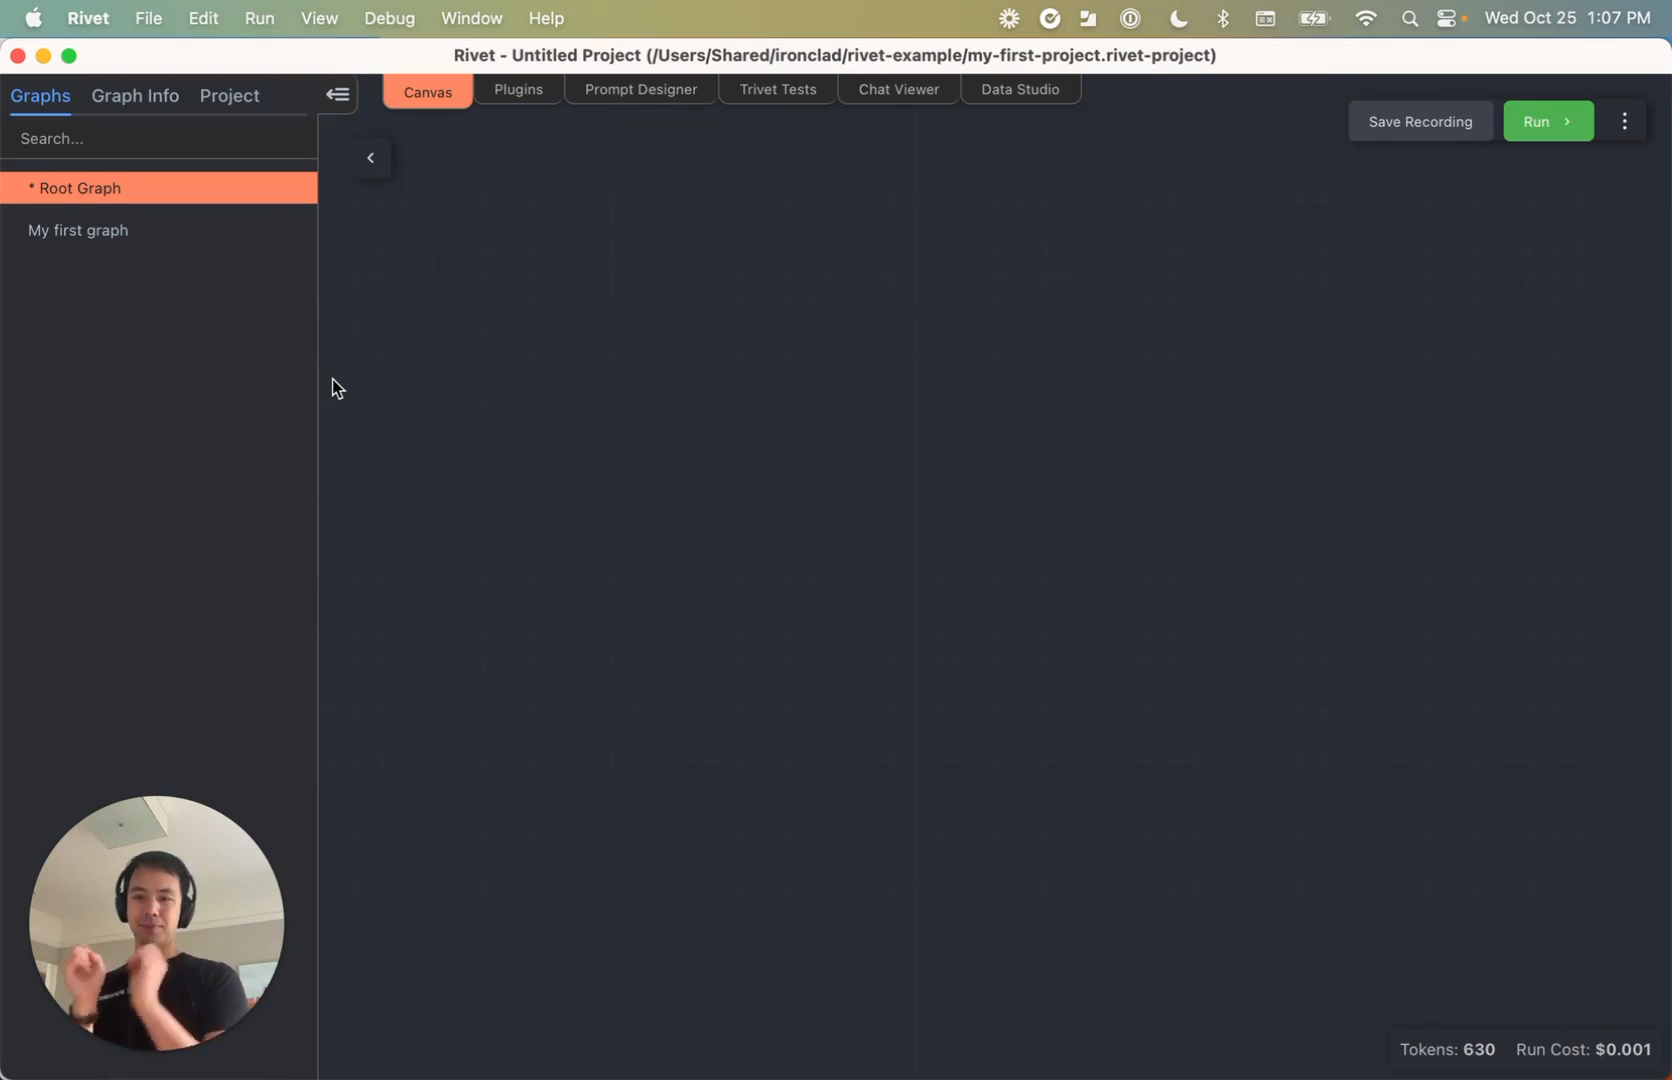 Rivet File Edit Run View Debug Window Help Wed Oct 25 1:07 PM
Rivet - Untitled Project (/Users/Shared/ironclad/rivet-example/my-first-project.rivet-project)
Graphs Graph Info Project
Canvas Plugins Prompt Designer Trivet Tests Chat Viewer Data Studio
Save Recording Run
Search...
* Root Graph
My first graph
Tokens: 630 Run Cost: $0.001